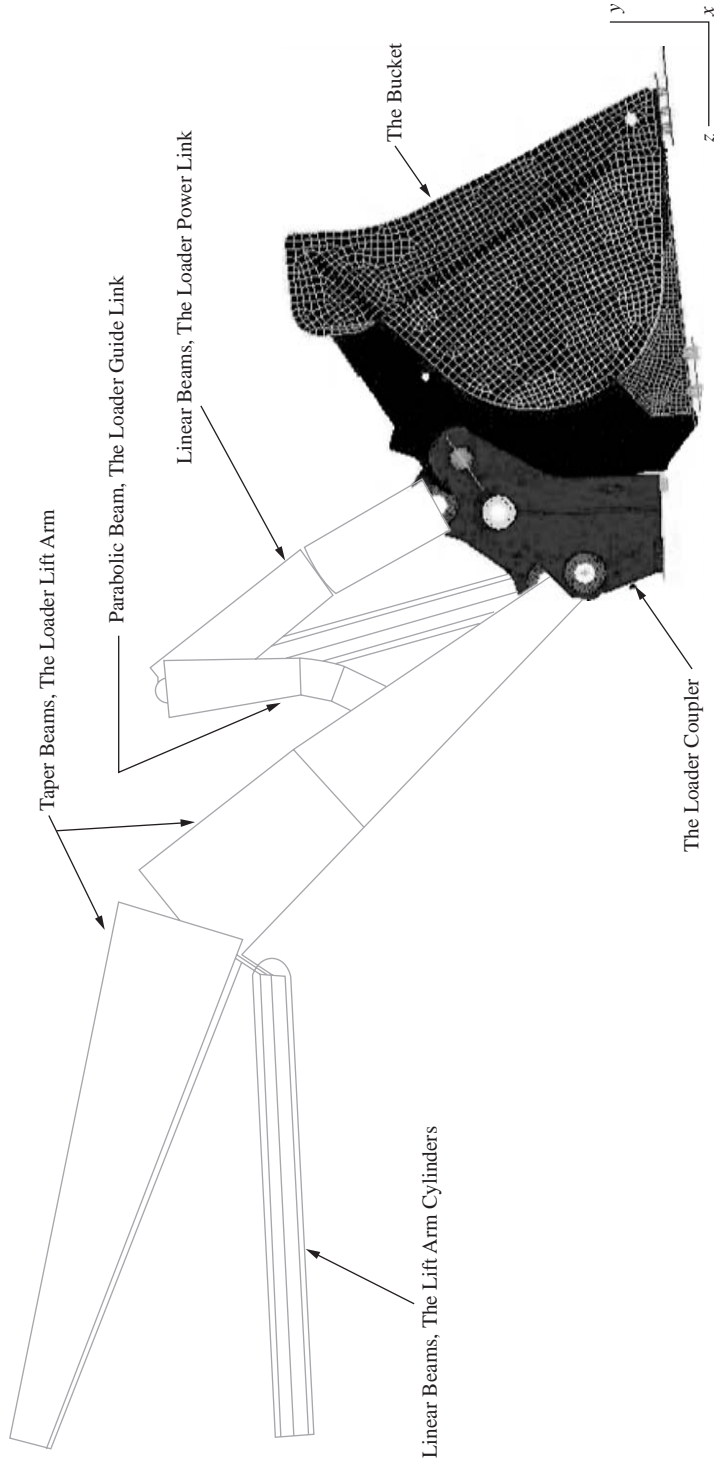 Taper Beams, The Loader Lift Arm
Parabolic Beam, The Loader Guide Link
Linear Beams, The Loader Power Link
The Bucket
Linear Beams, The Lift Arm Cylinders
The Loader Coupler
y
z
x